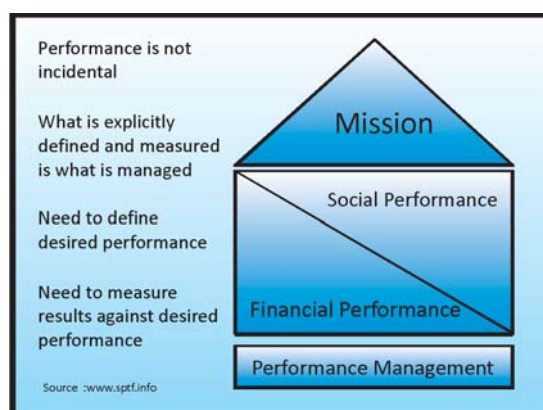 Performance is not
incidental
What is explicitly
defined and measured
is what is managed
Need to define
desired performance
Need to measure
results against desired
performance
Source :www.sptf.info
Mission
Social Performance
Financial Performance
Performance Management